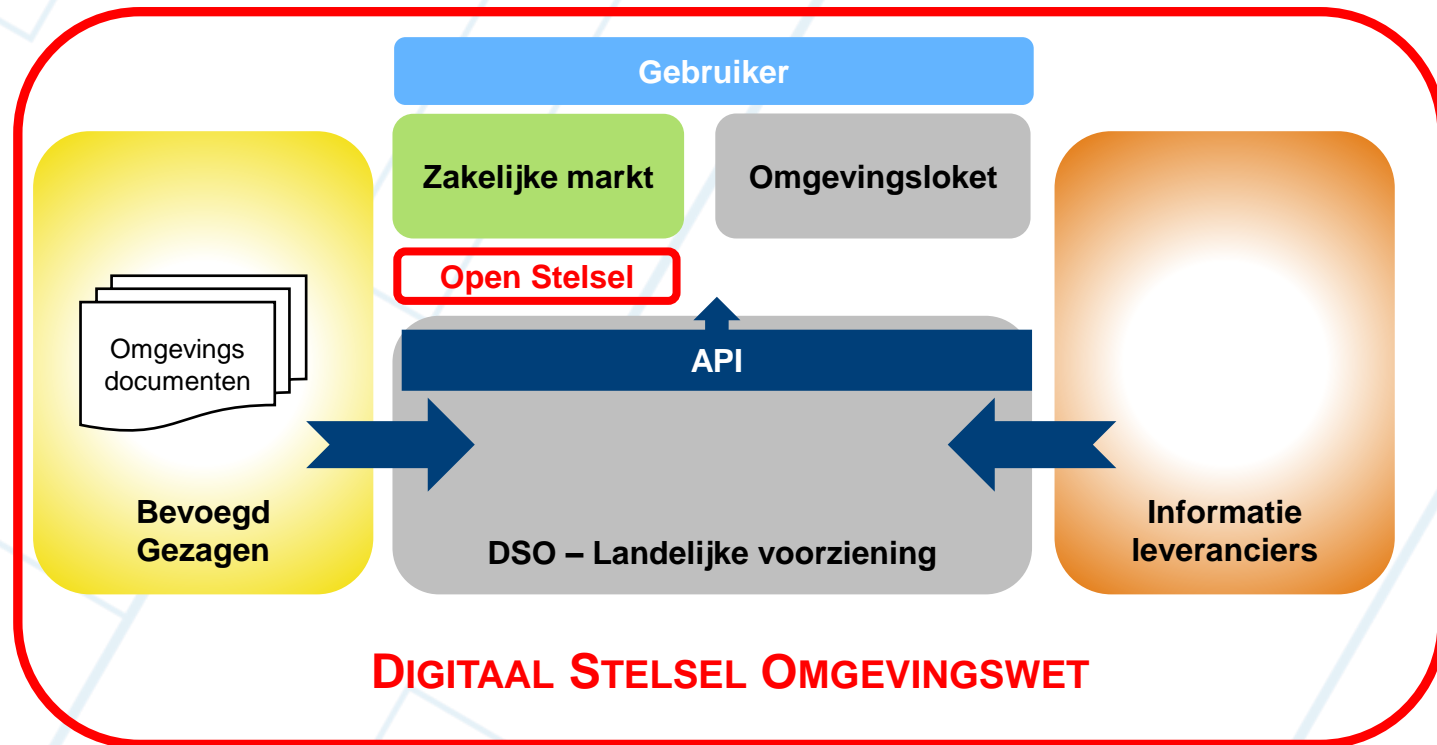 Gebruiker
Zakelijke markt
Omgevingsloket
Open Stelsel
API
Omgevings
documenten
Bevoegd
Gezagen
DSO – Landelijke voorziening
Informatie
leveranciers
DIGITAAL STELSEL OMGEVINGSWET